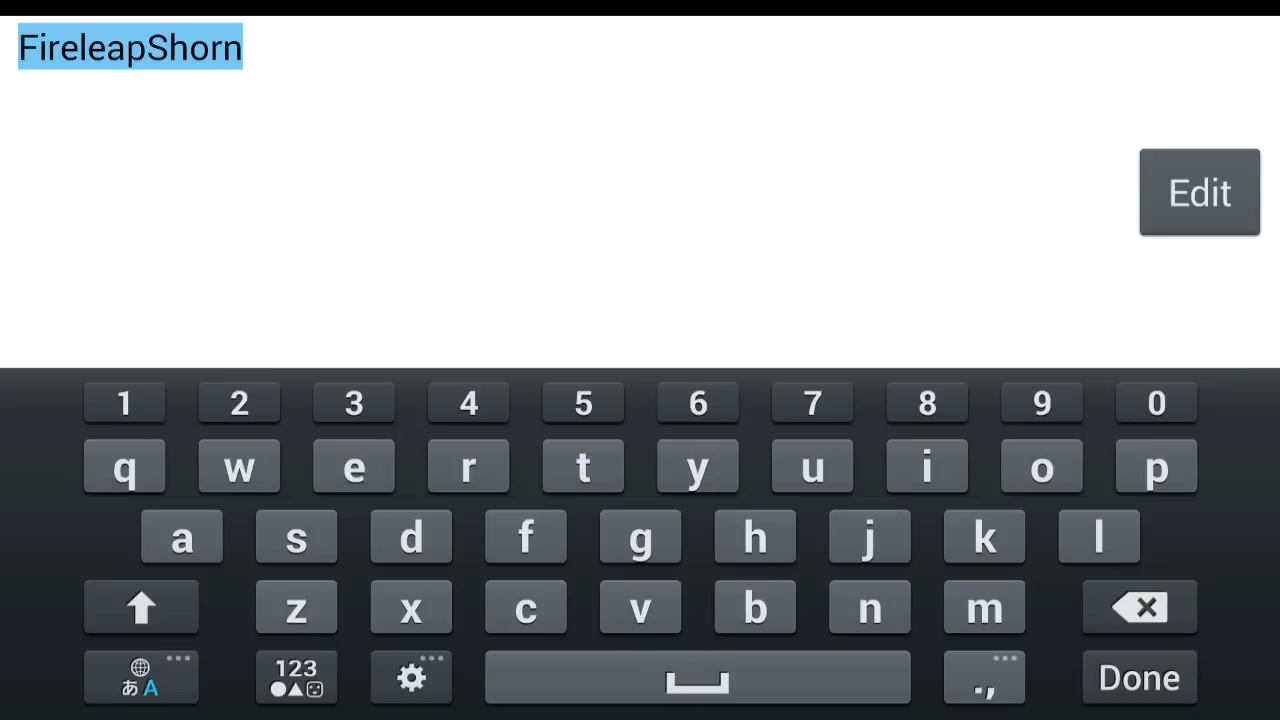 FireleapShorn
Edit
1 2 3 4 5 6 7 8 9 0
q w e r t y u i o p
a s d f g h j k l
z x c v b n m
あA 123 ., Done